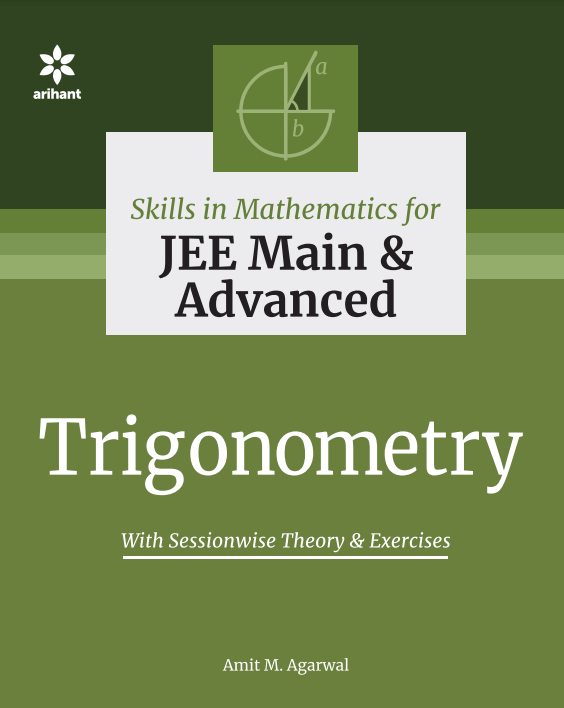 arihant
a
b
Skills in Mathematics for
JEE Main &
Advanced
Trigonometry
With Sessionwise Theory & Exercises
Amit M. Agarwal